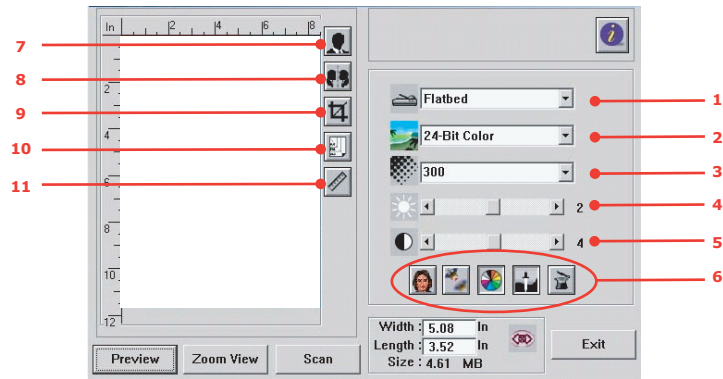 In 2 4 6 8
2
4
6
8
10
12
7
8
9
10
11
Flatbed
24-Bit Color
300
2
4
1
2
3
4
5
6
Width : 5.08 In
Length : 3.52 In
Size : 4.61 MB
Preview Zoom View Scan Exit